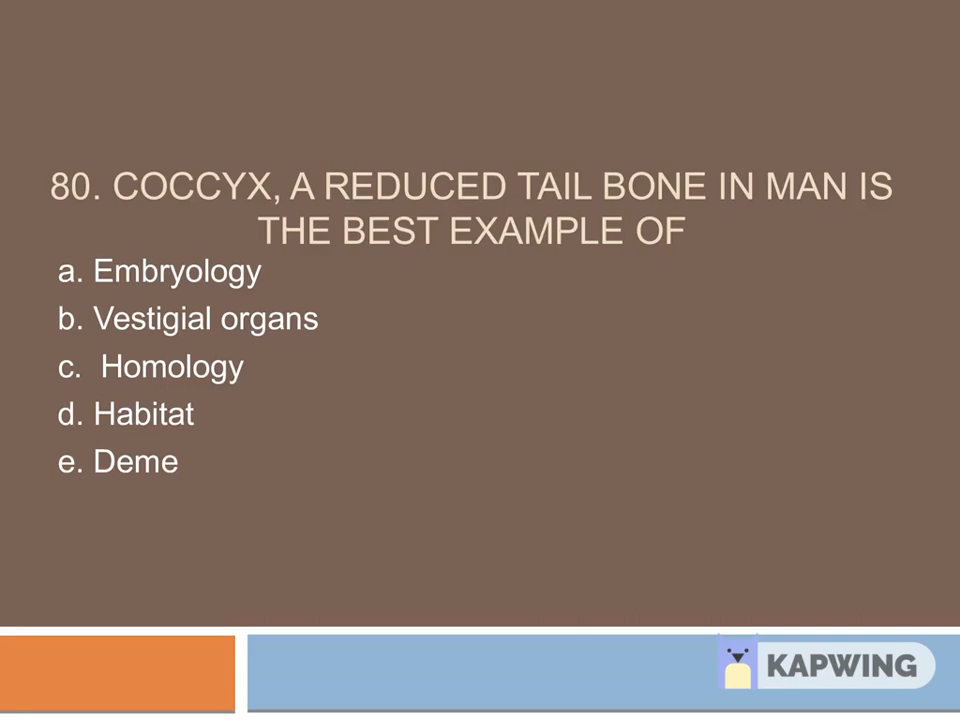 80. COCCYX, A REDUCED TAIL BONE IN MAN IS
THE BEST EXAMPLE OF
a. Embryology
b. Vestigial organs
c. Homology
d. Habitat
e. Deme
KAPWING